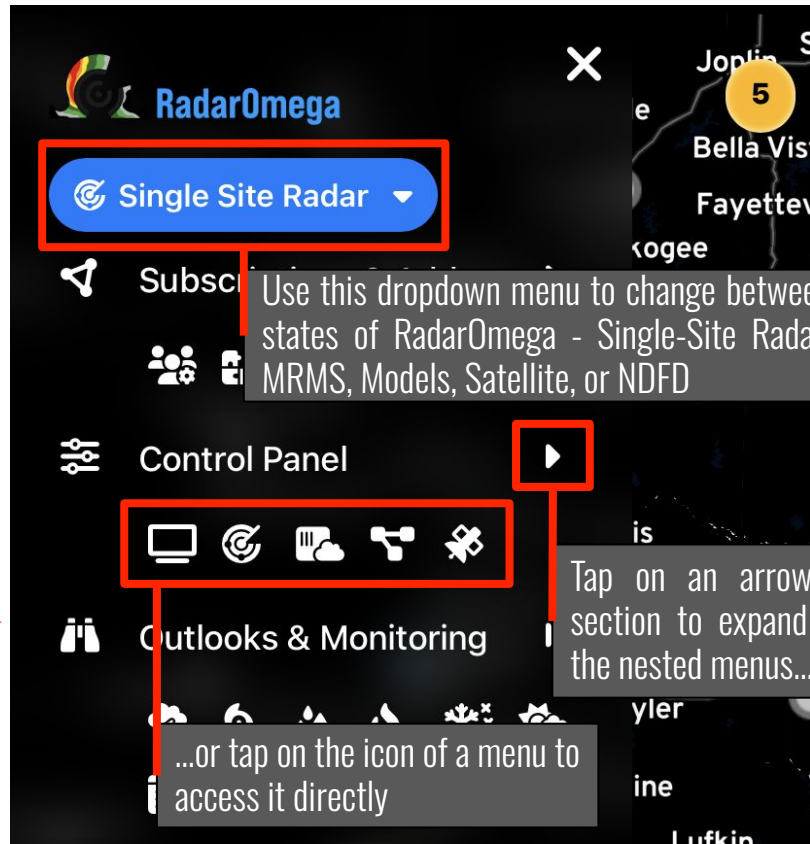 RadarOmega
Single Site Radar
Subsc
Use this dropdown menu to change betwee
states of RadarOmega - Single-Site Rada
MRMS, Models, Satellite, or NDFD
Control Panel
Tap on an arrow
section to expand
the nested menus...
Outlooks & Monitoring
...or tap on the icon of a menu to
access it directly
Joplin S
5
e
Bella Vis
Fayettev
kogee
is
yler
ine
Lufkin